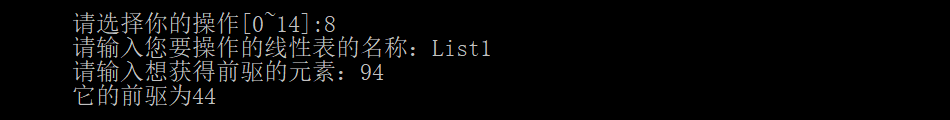 请选择你的操作[0~14]:8
请输入您要操作的线性表的名称：List1
请输入想获得前驱的元素：94
它的前驱为44